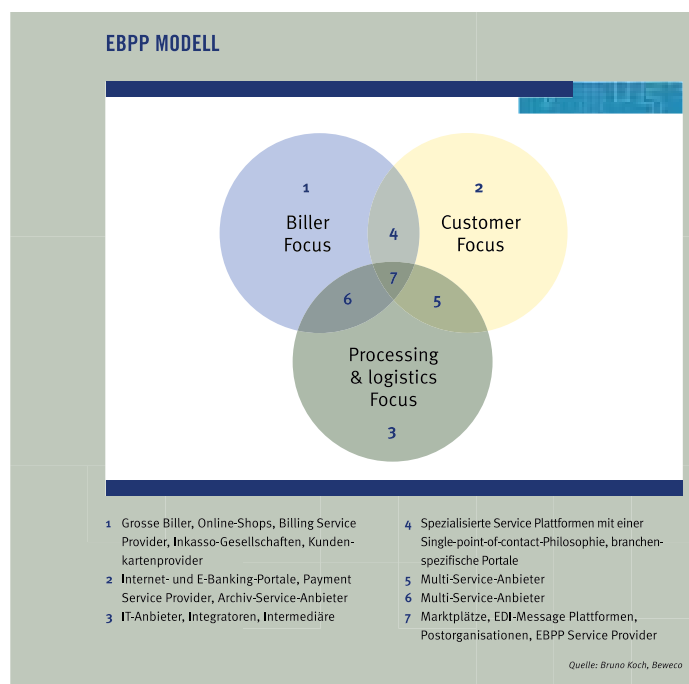 EBPP MODELL
1
Biller
Focus
2
Customer
Focus
4
7
6
5
Processing
& logistics
Focus
3
1 Grosse Biller, Online-Shops, Billing Service
Provider, Inkasso-Gesellschaften, Kunden-
kartenprovider
2 Internet- und E-Banking-Portale, Payment
Service Provider, Archiv-Service-Anbieter
3 IT-Anbieter, Integratoren, Intermediäre
4 Spezialisierte Service Plattformen mit einer
Single-point-of-contact-Philosophie, branchen-
spezifische Portale
5 Multi-Service-Anbieter
6 Multi-Service-Anbieter
7 Marktplätze, EDI-Message Plattformen,
Postorganisationen, EBPP Service Provider
Quelle: Bruno Koch, Beweco